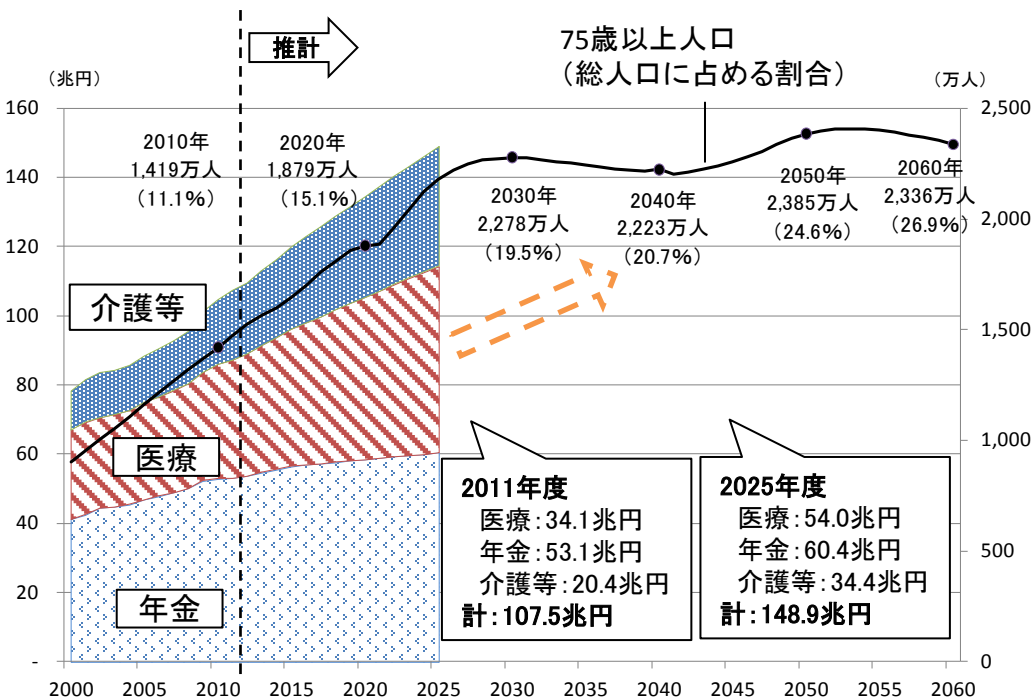 推計
75歳以上人口
（総人口に占める割合）
（兆円）
（万人）
160
140
120
100
80
60
40
20
-
2,500
2,000
1,500
1,000
500
0
2010年
1,419万人
（11.1%）
2020年
1,879万人
（15.1%）
2030年
2,278万人
（19.5%）
2040年
2,223万人
（20.7%）
2050年
2,385万人
（24.6%）
2060年
2,336万人
（26.9%）
介護等
医療
年金
2011年度
医療：34.1兆円
年金：53.1兆円
介護等：20.4兆円
計：107.5兆円
2025年度
医療：54.0兆円
年金：60.4兆円
介護等：34.4兆円
計：148.9兆円
2000 2005 2010 2015 2020 2025 2030 2035 2040 2045 2050 2055 2060